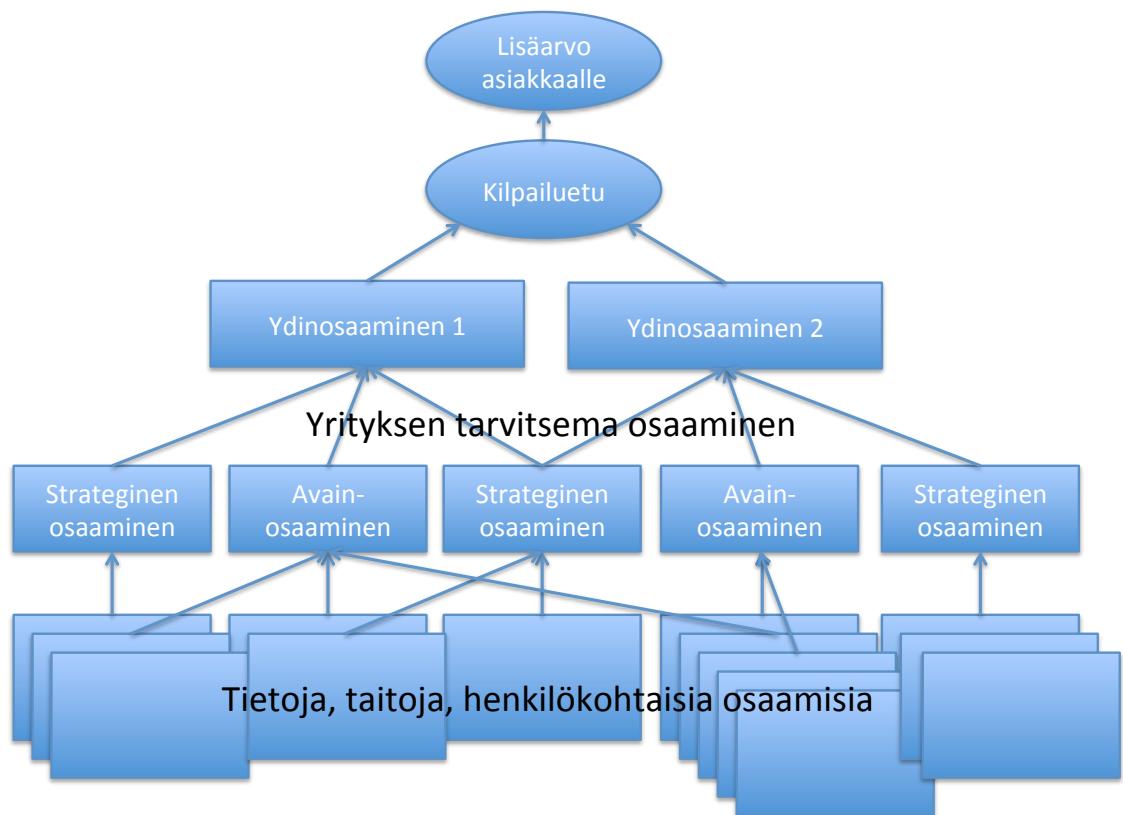 Lisäarvo
asiakkaalle
Kilpailuetu
Ydinosaaminen 1
Ydinosaaminen 2
Yrityksen tarvitsema osaaminen
Strateginen
osaaminen
Avain-
osaaminen
Strateginen
osaaminen
Avain-
osaaminen
Strateginen
osaaminen
Tietoja, taitoja, henkilökohtaisia osaamisia